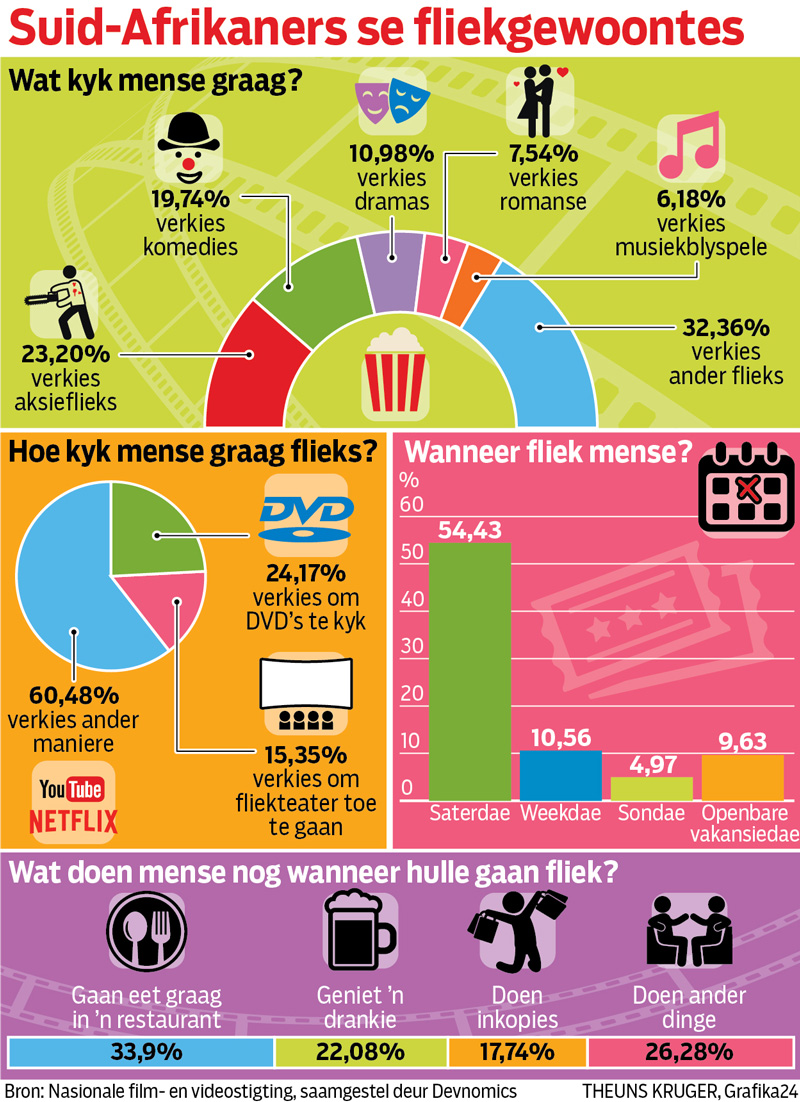 Suid-Afrikaners se fliekgewoontes
Wat kyk mense graag?
23,20%
verkies
aksieflieks
19,74%
verkies
komedies
10,98%
verkies
dramas
7,54%
verkies
romanse
6,18%
verkies
musiekblyspele
32,36%
verkies
ander flieks
Hoe kyk mense graag flieks?
DVD
24,17%
verkies om
DVD's te kyk
15,35%
verkies om
fliekteater toe
te gaan
60,48%
verkies ander
maniere
YouTube
NETFLIX
Wanneer fliek mense?
%
60
50
40
30
20
10
0
54,43
10,56
4,97
9,63
Saterdae
Weekdae
Sondae
Openbare
vakansiedae
Wat doen mense nog wanneer hulle gaan fliek?
Gaan eet graag
in 'n restaurant
33,9%
Geniet 'n
drankie
22,08%
Doen
inkopies
17,74%
Doen ander
dinge
26,28%
Bron: Nasionale film- en videostigting, saamgestel deur Devnomics
THEUNS KRUGER, Grafika24